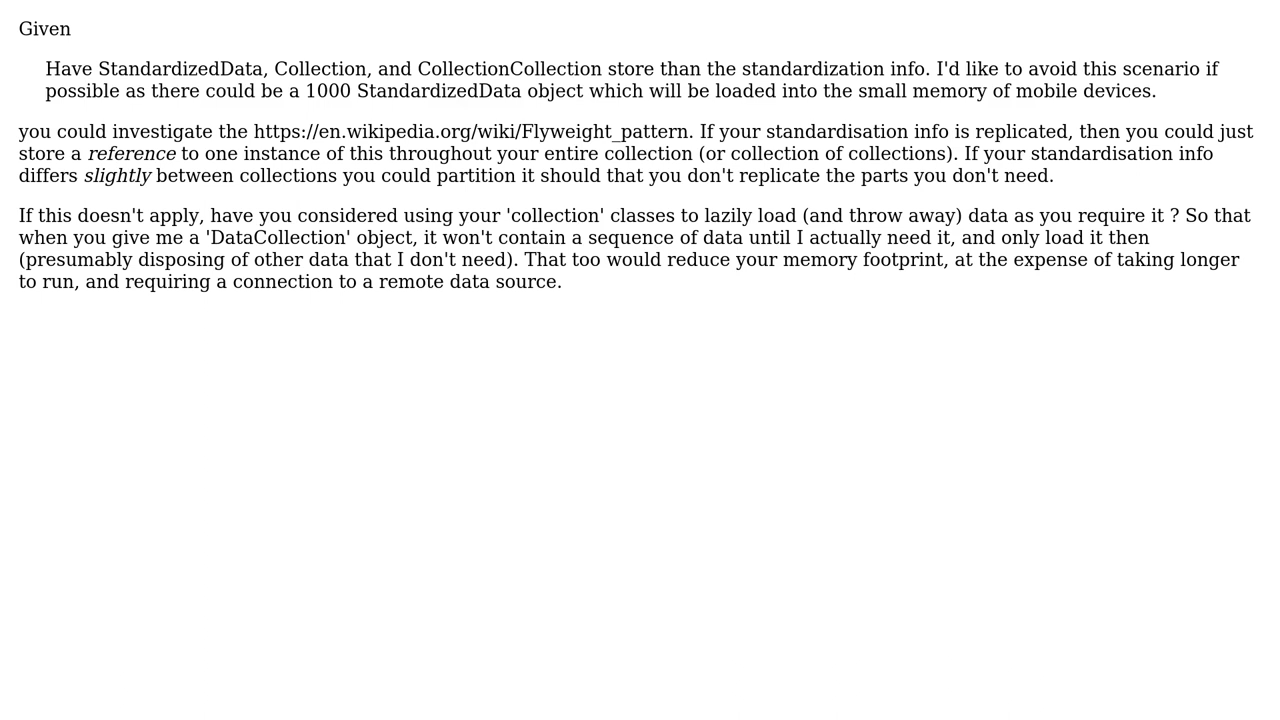 Given
Have StandardizedData, Collection, and CollectionCollection store than the standardization info. I'd like to avoid this scenario if
possible as there could be a 1000 StandardizedData object which will be loaded into the small memory of mobile devices.
you could investigate the https://en.wikipedia.org/wiki/Flyweight_pattern. If your standardisation info is replicated, then you could just
store a reference to one instance of this throughout your entire collection (or collection of collections). If your standardisation info
differs slightly between collections you could partition it should that you don't replicate the parts you don't need.
If this doesn't apply, have you considered using your 'collection' classes to lazily load (and throw away) data as you require it ? So that
when you give me a 'DataCollection' object, it won't contain a sequence of data until I actually need it, and only load it then
(presumably disposing of other data that I don't need). That too would reduce your memory footprint, at the expense of taking longer
to run, and requiring a connection to a remote data source.